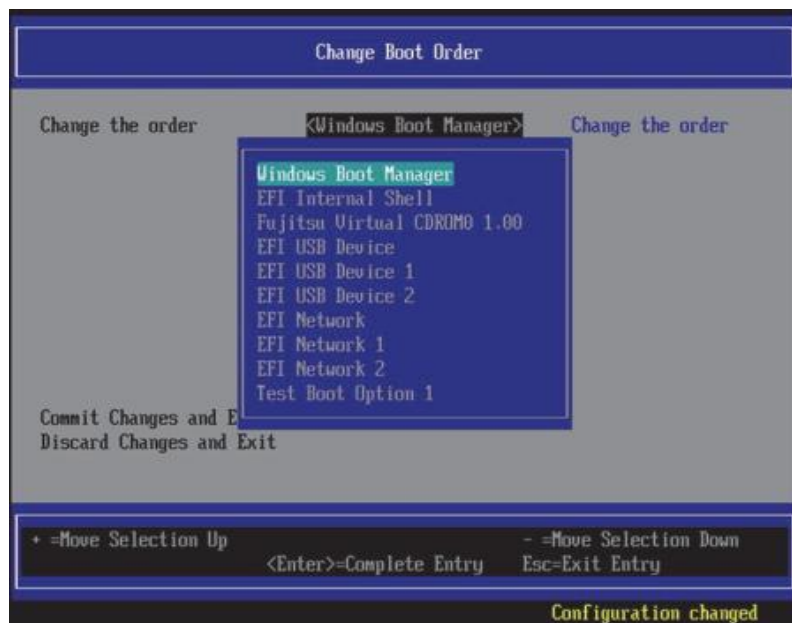 Change Boot Order
Change the order <Windows Boot Manager> Change the order
Windows Boot Manager
EFI Internal Shell
Fujitsu Virtual CDROM0 1.00
EFI USB Device
EFI USB Device 1
EFI USB Device 2
EFI Network
EFI Network 1
EFI Network 2
Test Boot Option 1
Commit Changes and E
Discard Changes and Exit
+ =Move Selection Up - =Move Selection Down
<Enter>=Complete Entry Esc=Exit Entry
Configuration changed